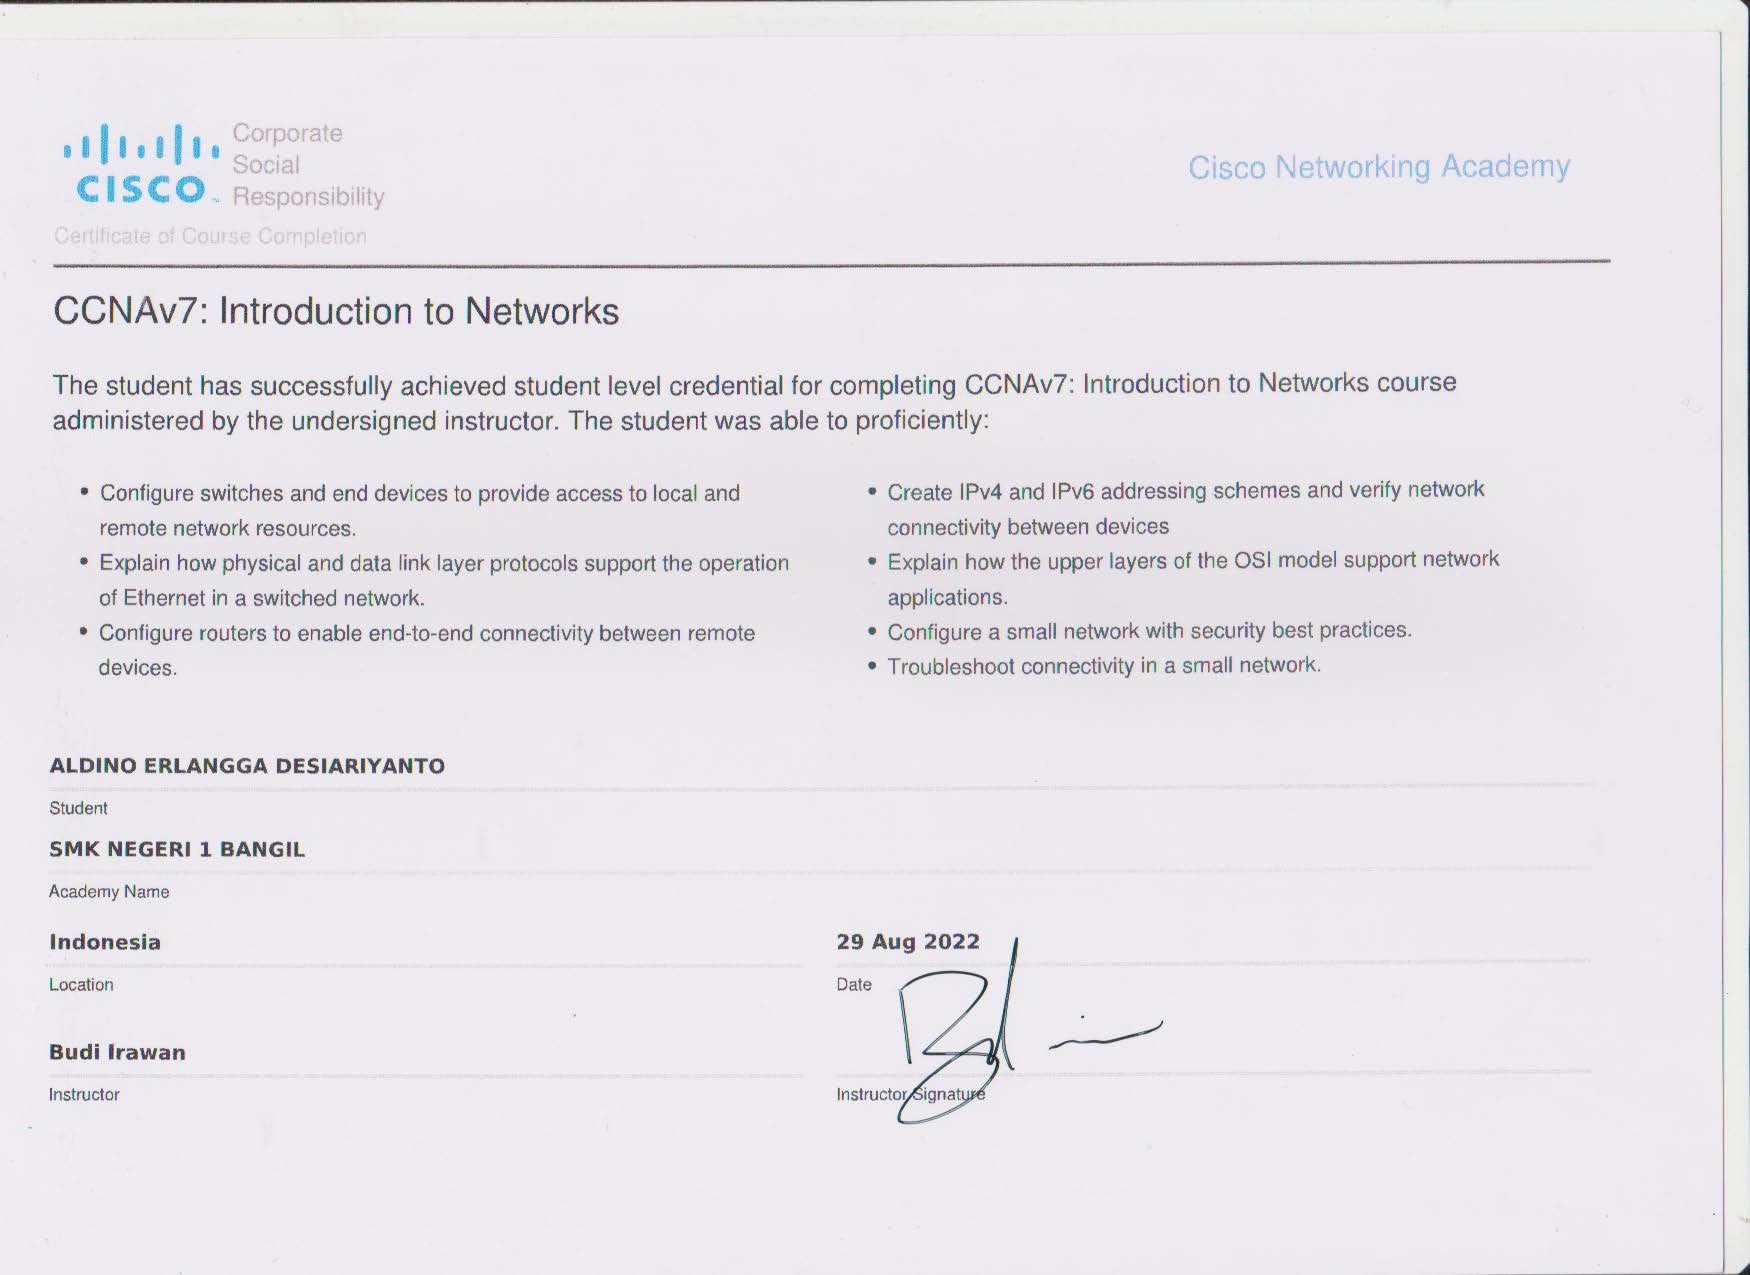 Corporate
Social
CISCO Responsibility
Cisco Networking Academy
Certificate of Course Completion
CCNAv7: Introduction to Networks
The student has successfully achieved student level credential for completing CCNAv7: Introduction to Networks course
administered by the undersigned instructor. The student was able to proficiently:
• Configure switches and end devices to provide access to local and
remote network resources.
• Explain how physical and data link layer protocols support the operation
of Ethernet in a switched network.
• Configure routers to enable end-to-end connectivity between remote
devices.
• Create IPv4 and IPv6 addressing schemes and verify network
connectivity between devices
• Explain how the upper layers of the OSI model support network
applications.
• Configure a small network with security best practices.
• Troubleshoot connectivity in a small network.
ALDINO ERLANGGA DESIARIYANTO
Student
SMK NEGERI 1 BANGIL
Academy Name
Indonesia
Location
29 Aug 2022
Date
Budi Irawan
Instructor
Instructor Signature